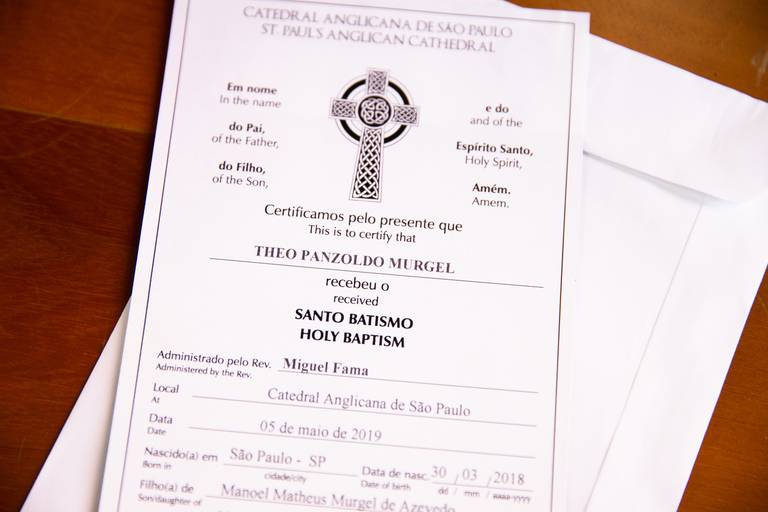 CATEDRAL ANGLICANA DE SÃO PAULO
ST. PAUL'S ANGLICAN CATHEDRAL
Em nome
In the name
do Pai,
of the Father,
do Filho,
of the Son,
e do
and of the
Espírito Santo,
Holy Spirit,
Amém.
Amem.
Certificamos pelo presente que
This is to certify that
THEO PANZOLDO MURGEL
recebeu o
received
SANTO BATISMO
HOLY BAPTISM
Administrado pelo Rev. Miguel Fama
Administered by the Rev.
Local Catedral Anglicana de São Paulo
At
Data 05 de maio de 2019
Date
Nascido(a) em São Paulo - SP Data de nasc. 30 / 03 / 2018
Born in cidade/city Date of birth dd / mm / aaaa-yyyy
Filho(a) de Manoel Matheus Murgel de Azevedo
Son/daughter of